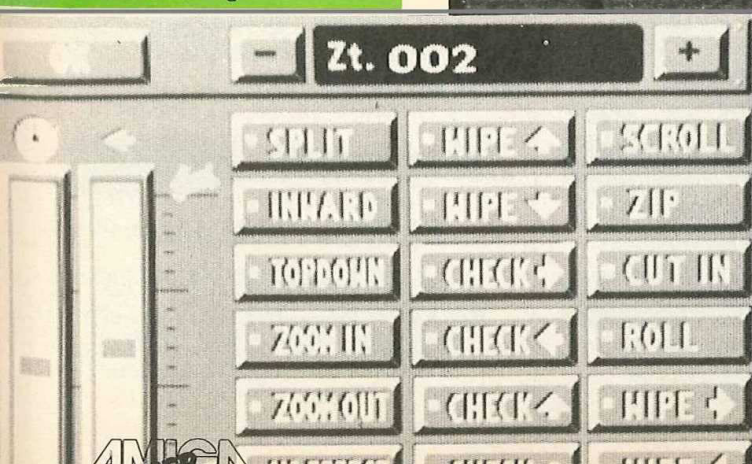 - Zt. 002 +
SPLIT WIPE SCROLL
INWARD WIPE ZIP
TOPDOWN CHECK CUT IN
ZOOM IN CHECK ROLL
ZOOM OUT CHECK WIPE
AMIGA